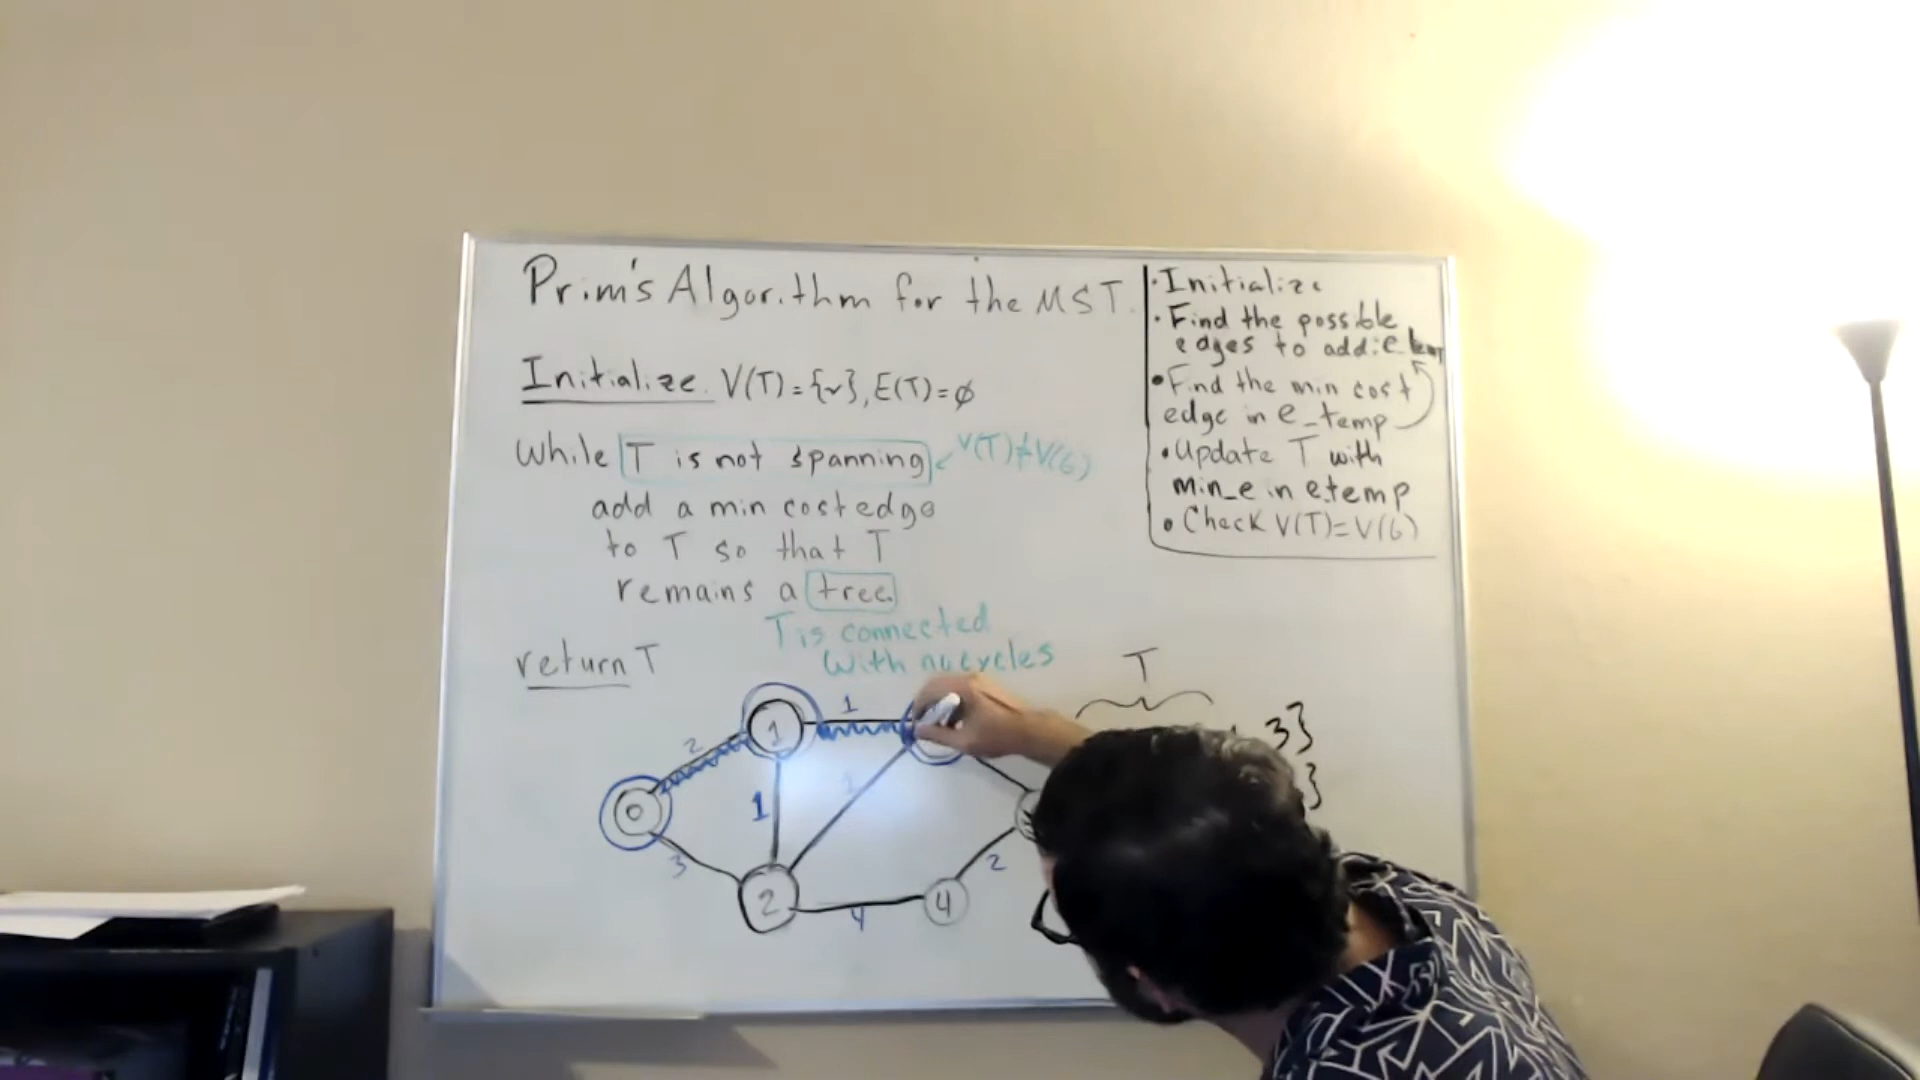 Prim's Algorithm for the MST.
Initialize. V(T)={v}, E(T)=∅
While T is not spanning
V(T)≠V(G)
add a min cost edge
to T so that T
remains a tree.
T is connected
with no cycles
return T
• Initialize
• Find the possible
edges to add: e_temp
• Find the min cost
edge in e_temp
• Update T with
min_e in e_temp
• Check V(T)=V(G)
T
3}
}
1
1
2
0
1
1
3
2
2
4
4